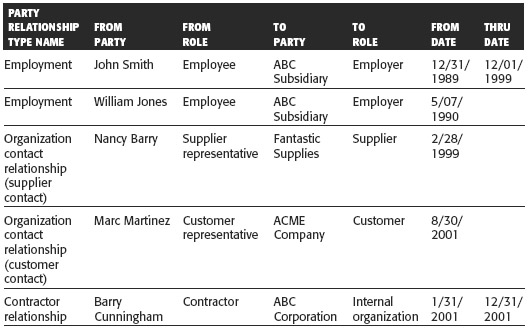 PARTY
RELATIONSHIP FROM FROM TO TO FROM THRU
TYPE NAME PARTY ROLE PARTY ROLE DATE DATE
Employment John Smith Employee ABC Employer 12/31/ 12/01/
Subsidiary 1989 1999
Employment William Jones Employee ABC Employer 5/07/
Subsidiary 1990
Organization Nancy Barry Supplier Fantastic Supplier 2/28/
contact representative Supplies 1999
relationship
(supplier
contact)
Organization Marc Martinez Customer ACME Customer 8/30/
contact representative Company 2001
relationship
(customer
contact)
Contractor Barry Contractor ABC Internal 1/31/ 12/31/
relationship Cunningham Corporation organization 2001 2001